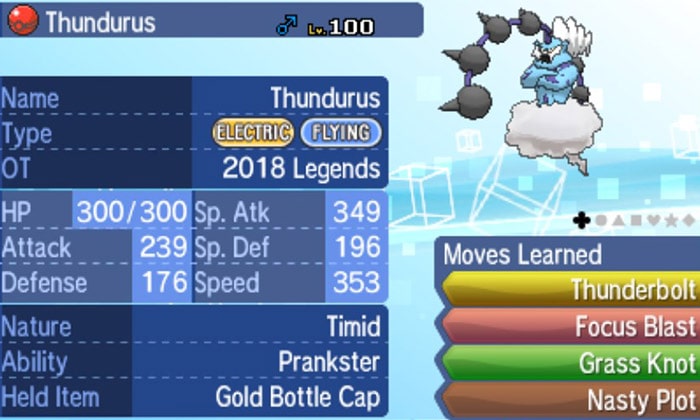 Thundurus Lv.100
Name Thundurus
Type ELECTRIC FLYING
OT 2018 Legends
HP 300/300 Sp. Atk 349
Attack 239 Sp. Def 196
Defense 176 Speed 353
Nature Timid
Ability Prankster
Held Item Gold Bottle Cap
Moves Learned
Thunderbolt
Focus Blast
Grass Knot
Nasty Plot